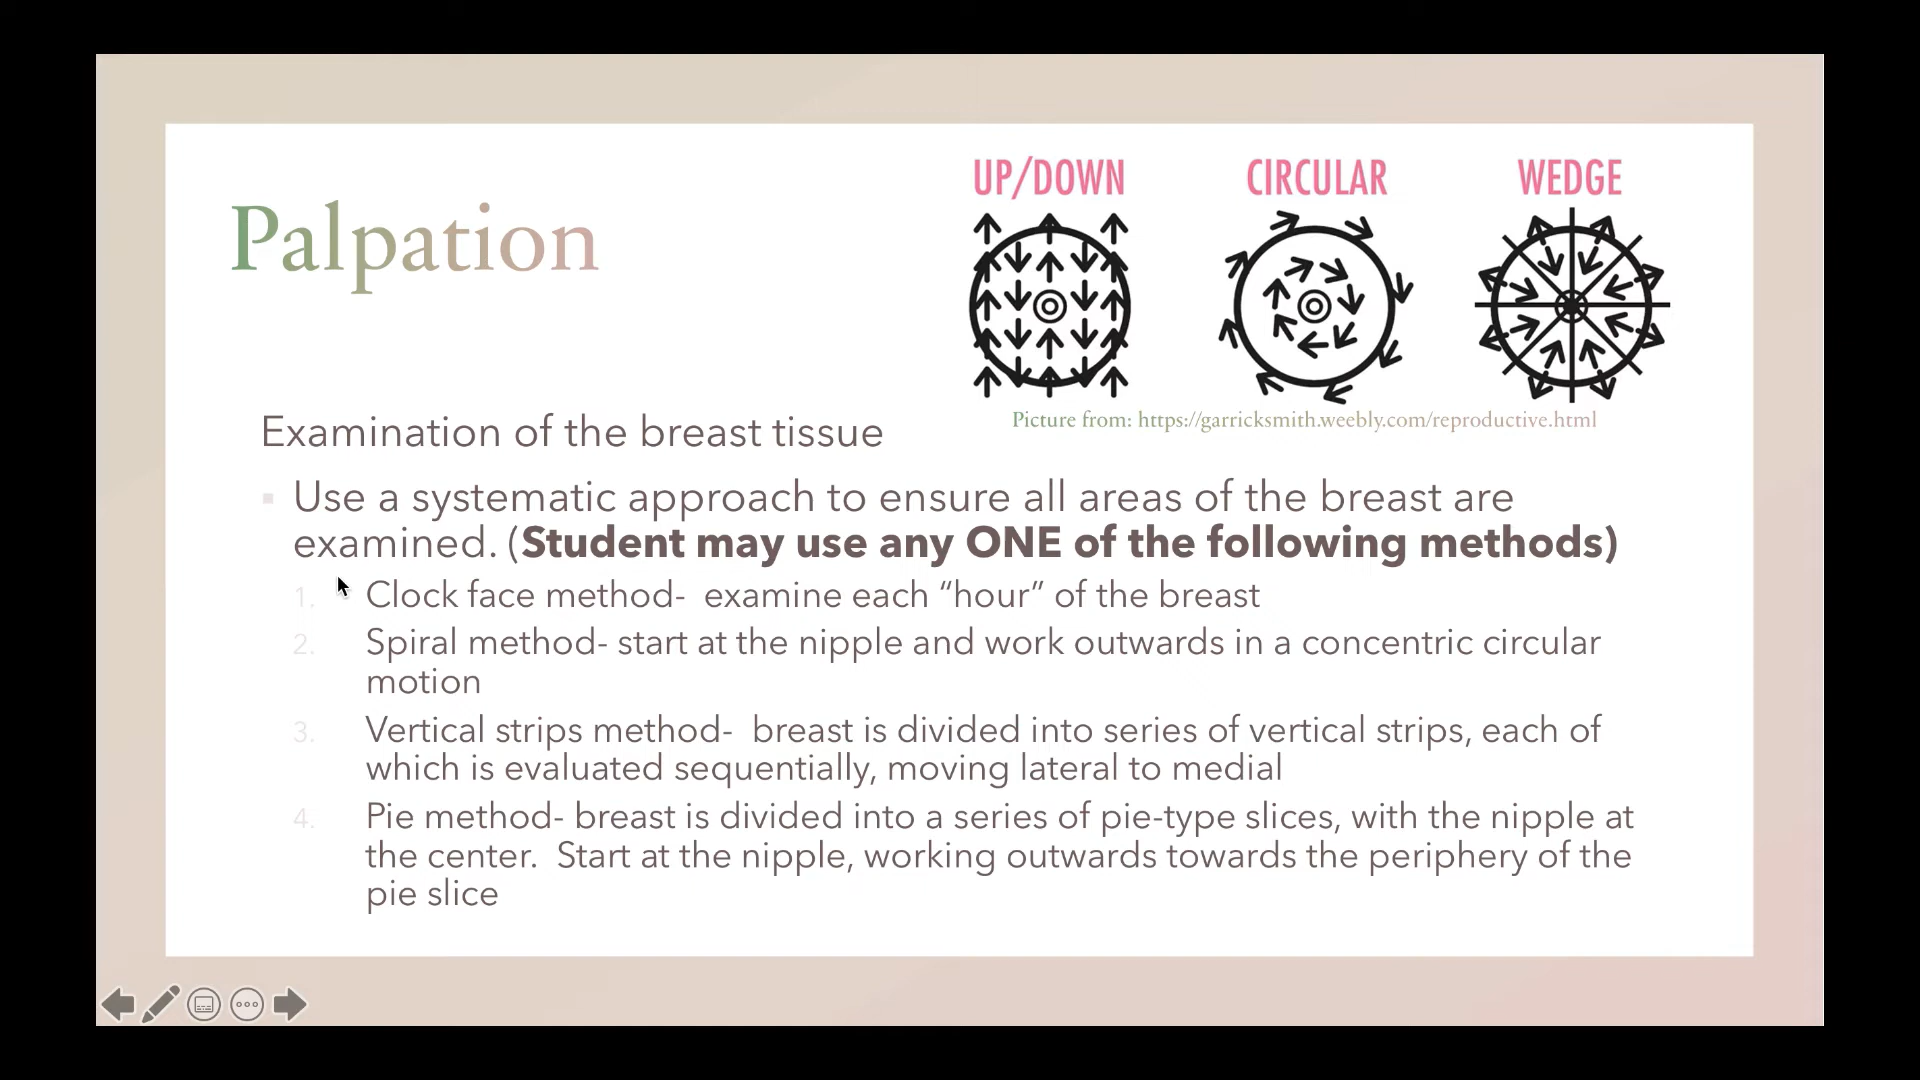 UP/DOWN CIRCULAR WEDGE
Palpation
Picture from: https://garricksmith.weebly.com/reproductive.html
Examination of the breast tissue
▪ Use a systematic approach to ensure all areas of the breast are
examined. (Student may use any ONE of the following methods)
1. Clock face method- examine each “hour” of the breast
2. Spiral method- start at the nipple and work outwards in a concentric circular
motion
3. Vertical strips method- breast is divided into series of vertical strips, each of
which is evaluated sequentially, moving lateral to medial
4. Pie method- breast is divided into a series of pie-type slices, with the nipple at
the center. Start at the nipple, working outwards towards the periphery of the
pie slice